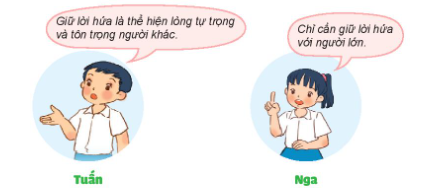 Giữ lời hứa là thể hiện lòng tự trọng
và tôn trọng người khác.
Chỉ cần giữ lời hứa
với người lớn.
Tuấn
Nga